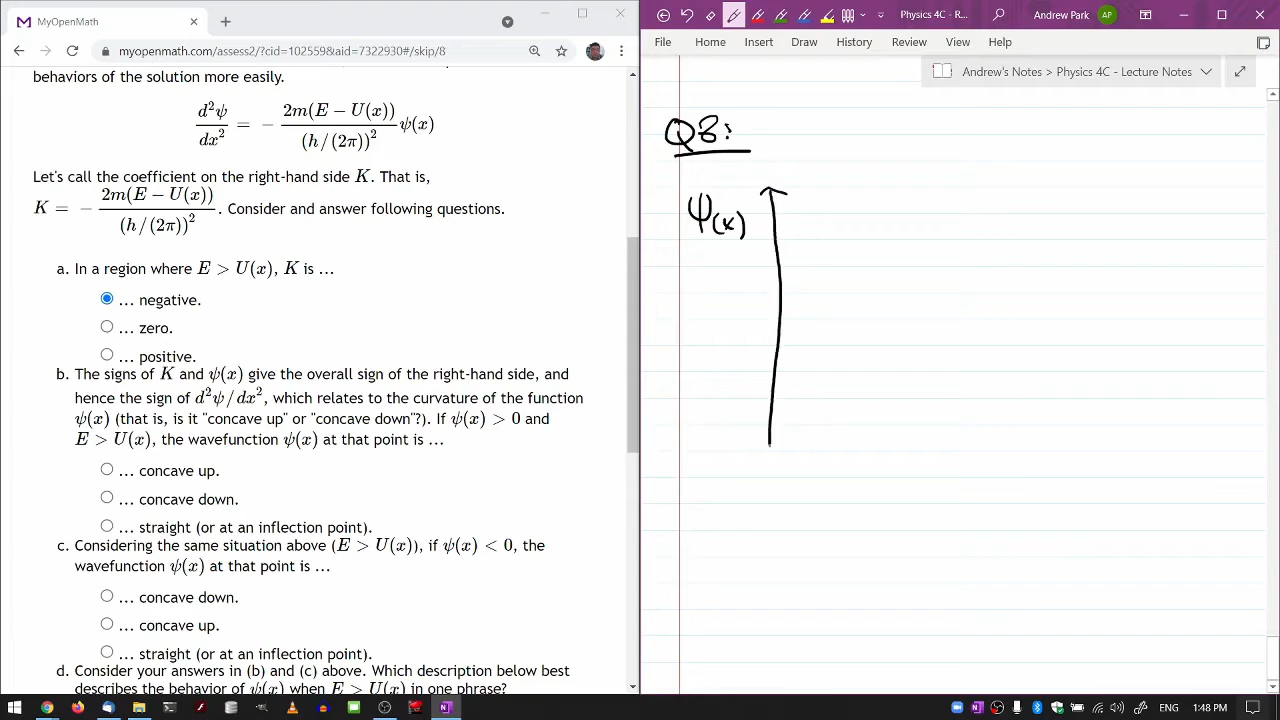 MyOpenMath
myopenmath.com/assess2/?cid=102559&aid=7322930#/skip/8
behaviors of the solution more easily.
d²ψ/dx² = − 2m(E − U(x))/(h/(2π))² ψ(x)
Let's call the coefficient on the right-hand side K. That is,
K = − 2m(E − U(x))/(h/(2π))². Consider and answer following questions.
a. In a region where E > U(x), K is ...
... negative.
... zero.
... positive.
b. The signs of K and ψ(x) give the overall sign of the right-hand side, and
hence the sign of d²ψ/dx², which relates to the curvature of the function
ψ(x) (that is, is it "concave up" or "concave down"?). If ψ(x) > 0 and
E > U(x), the wavefunction ψ(x) at that point is ...
... concave up.
... concave down.
... straight (or at an inflection point).
c. Considering the same situation above (E > U(x)), if ψ(x) < 0, the
wavefunction ψ(x) at that point is ...
... concave down.
... concave up.
... straight (or at an inflection point).
d. Consider your answers in (b) and (c) above. Which description below best
describes the behavior of ψ(x) when E > U(x) in one phrase?
Physics 4C - R...
Andrew Park
AP
File Home Insert Draw History Review View Help
Andrew's Notes > Physics 4C - Lecture Notes
Q8:
ψ(x)
ENG
1:48 PM